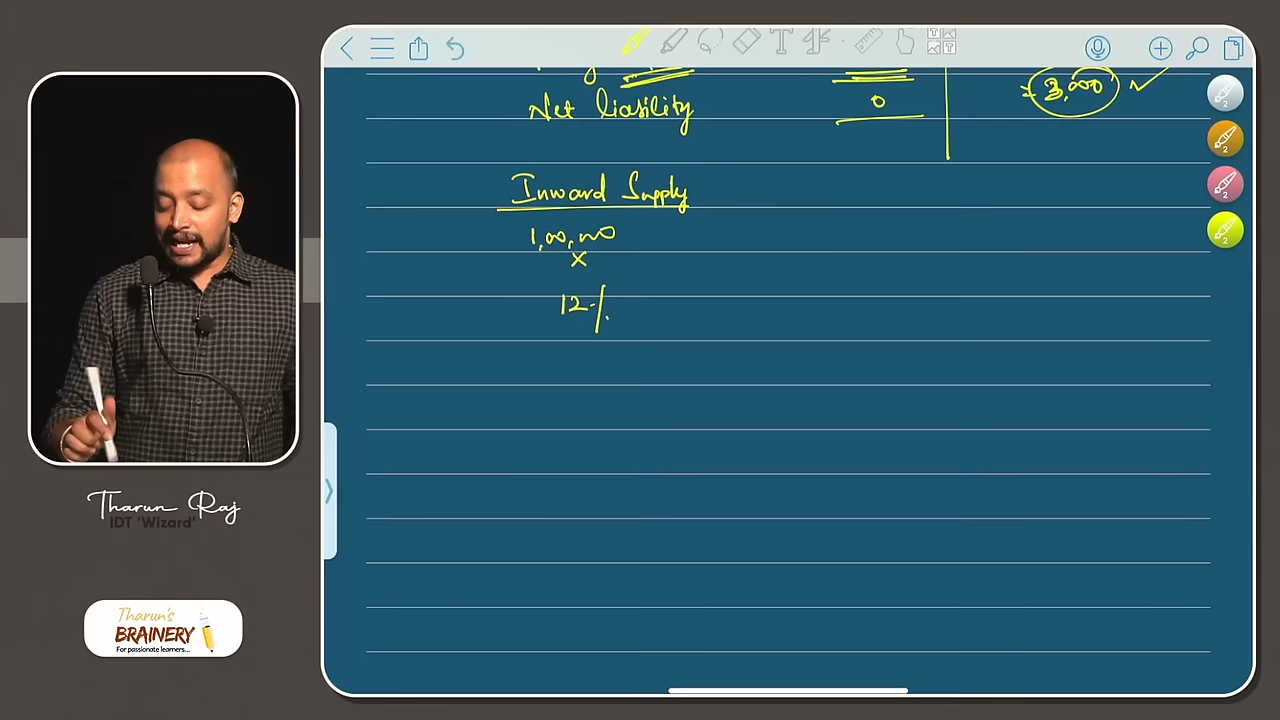 Net liability
0
= 3,000 ✓
Inward Supply
1,00,000
x
12%
Tharun Raj
IDT 'Wizard'
Tharun's
BRAINERY
For passionate learners...